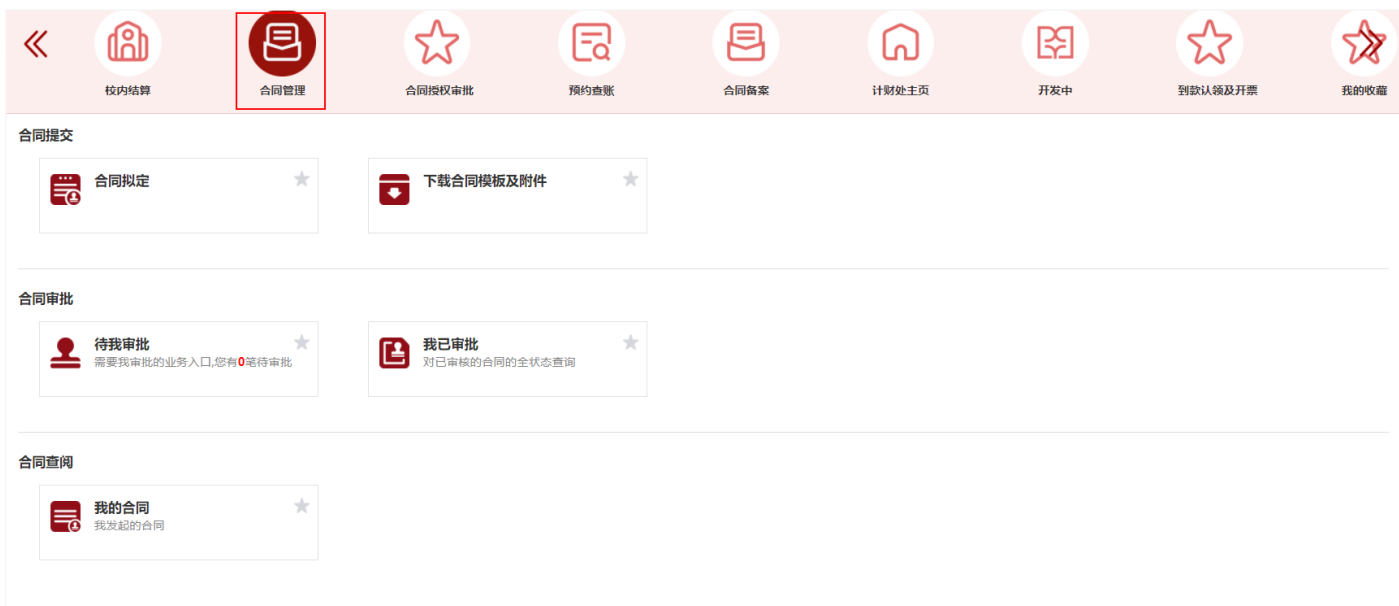 校内结算
合同管理
合同授权审批
预约查账
合同备案
计财处主页
开发中
到款认领及开票
我的收藏
合同提交
合同拟定
下载合同模板及附件
合同审批
待我审批
需要我审批的业务入口,您有0笔待审批
我已审批
对已审核的合同的全状态查询
合同查阅
我的合同
我发起的合同